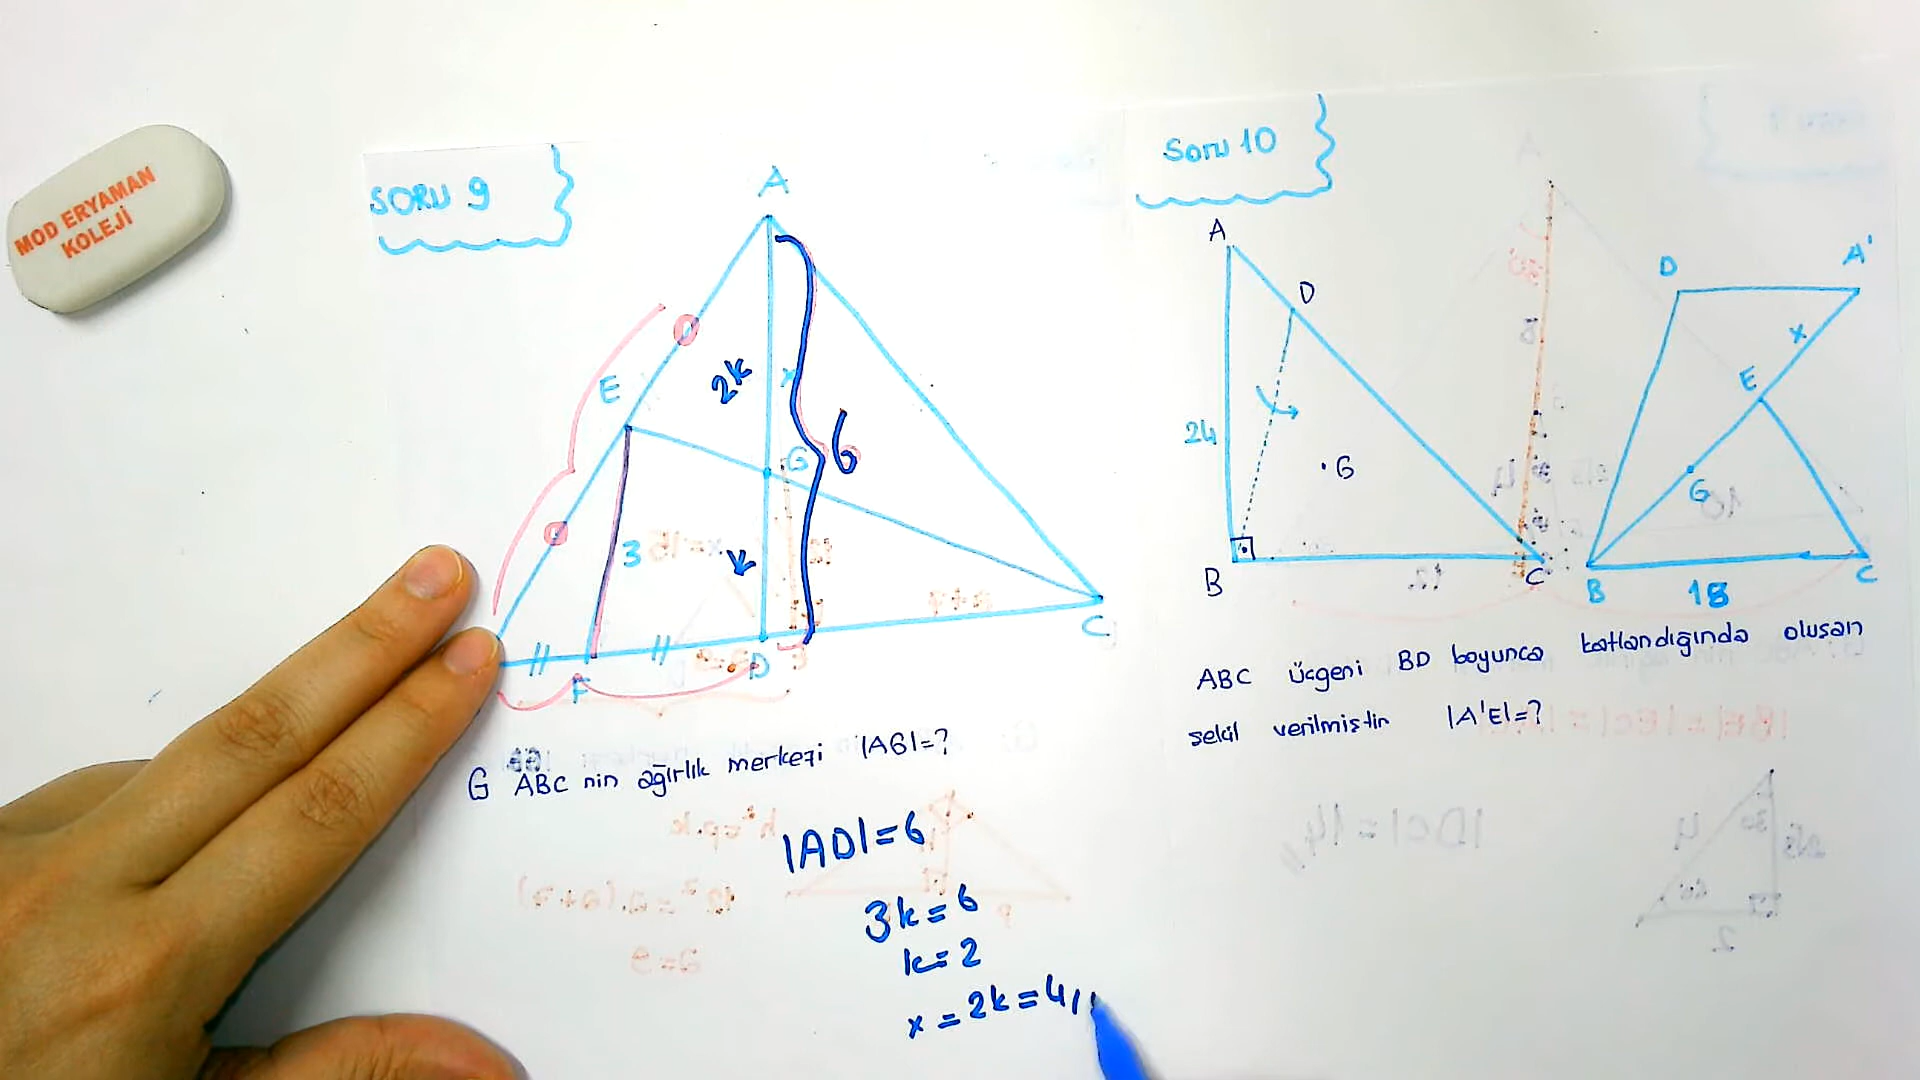 MOD ERYAMAN
KOLEJİ
SORU 9
A
E
2k
x
G
6
3
k
D
F
C
G ABC nin ağırlık merkezi |AG|=?
|AD|=6
3k=6
k=2
x=2k=4//
Soru 10
A
D
24
.G
B
C
D
A'
x
E
G
B
18
C
ABC üçgeni BD boyunca katlandığında oluşan
şekil verilmiştir |A'E|=?